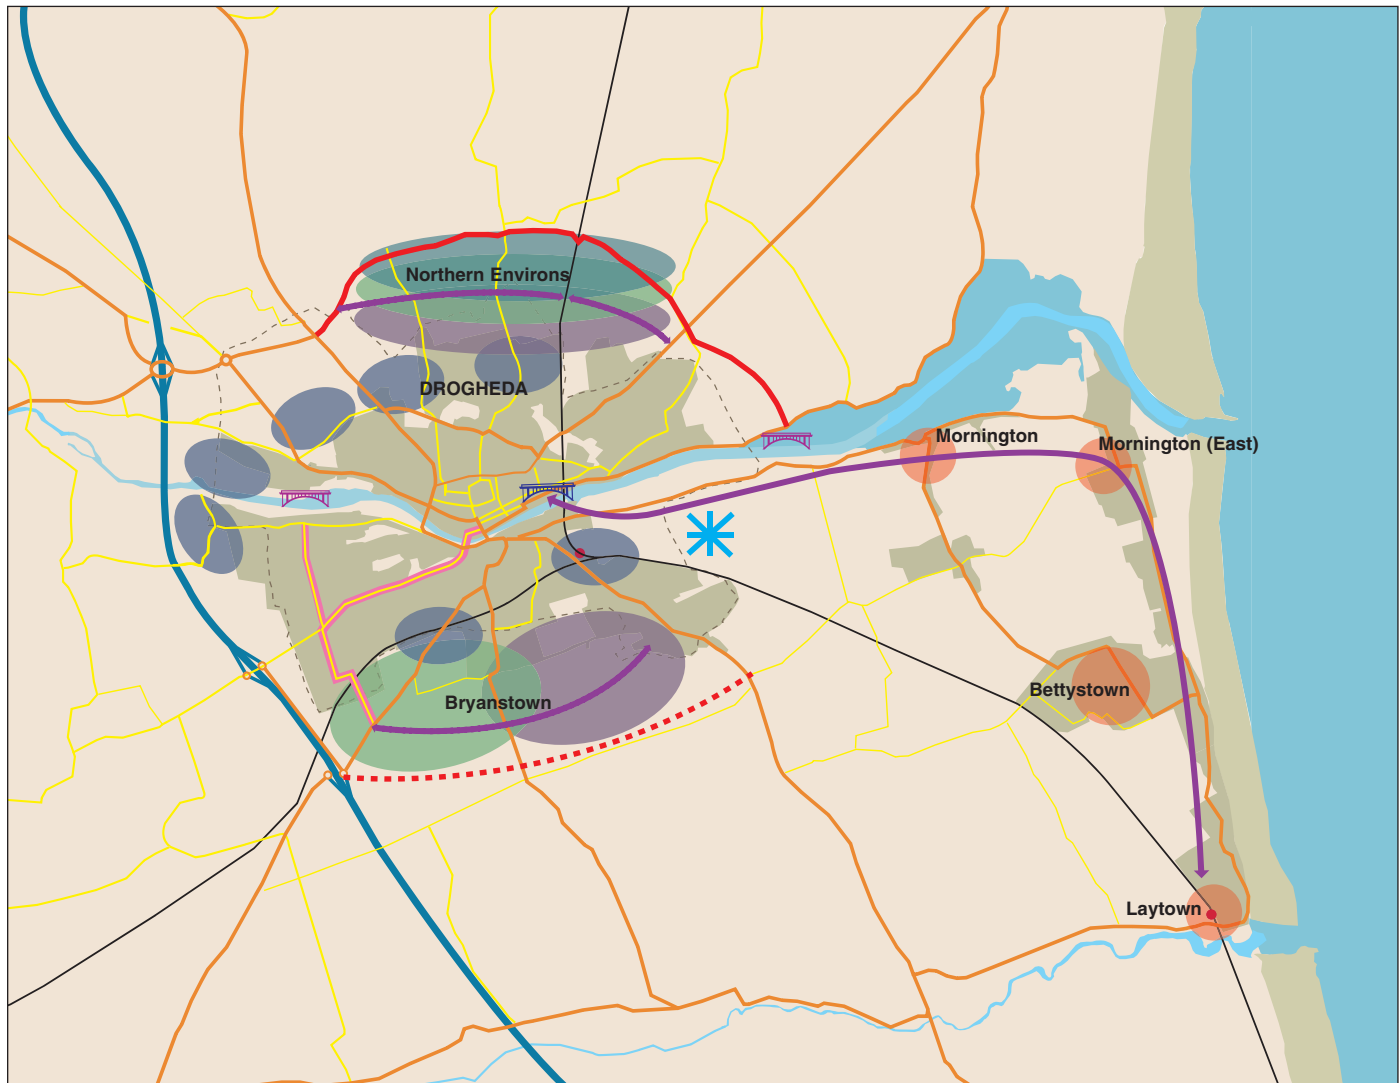 Northern Environs
DROGHEDA
Mornington
Mornington (East)
Bettystown
Bryanstown
Laytown